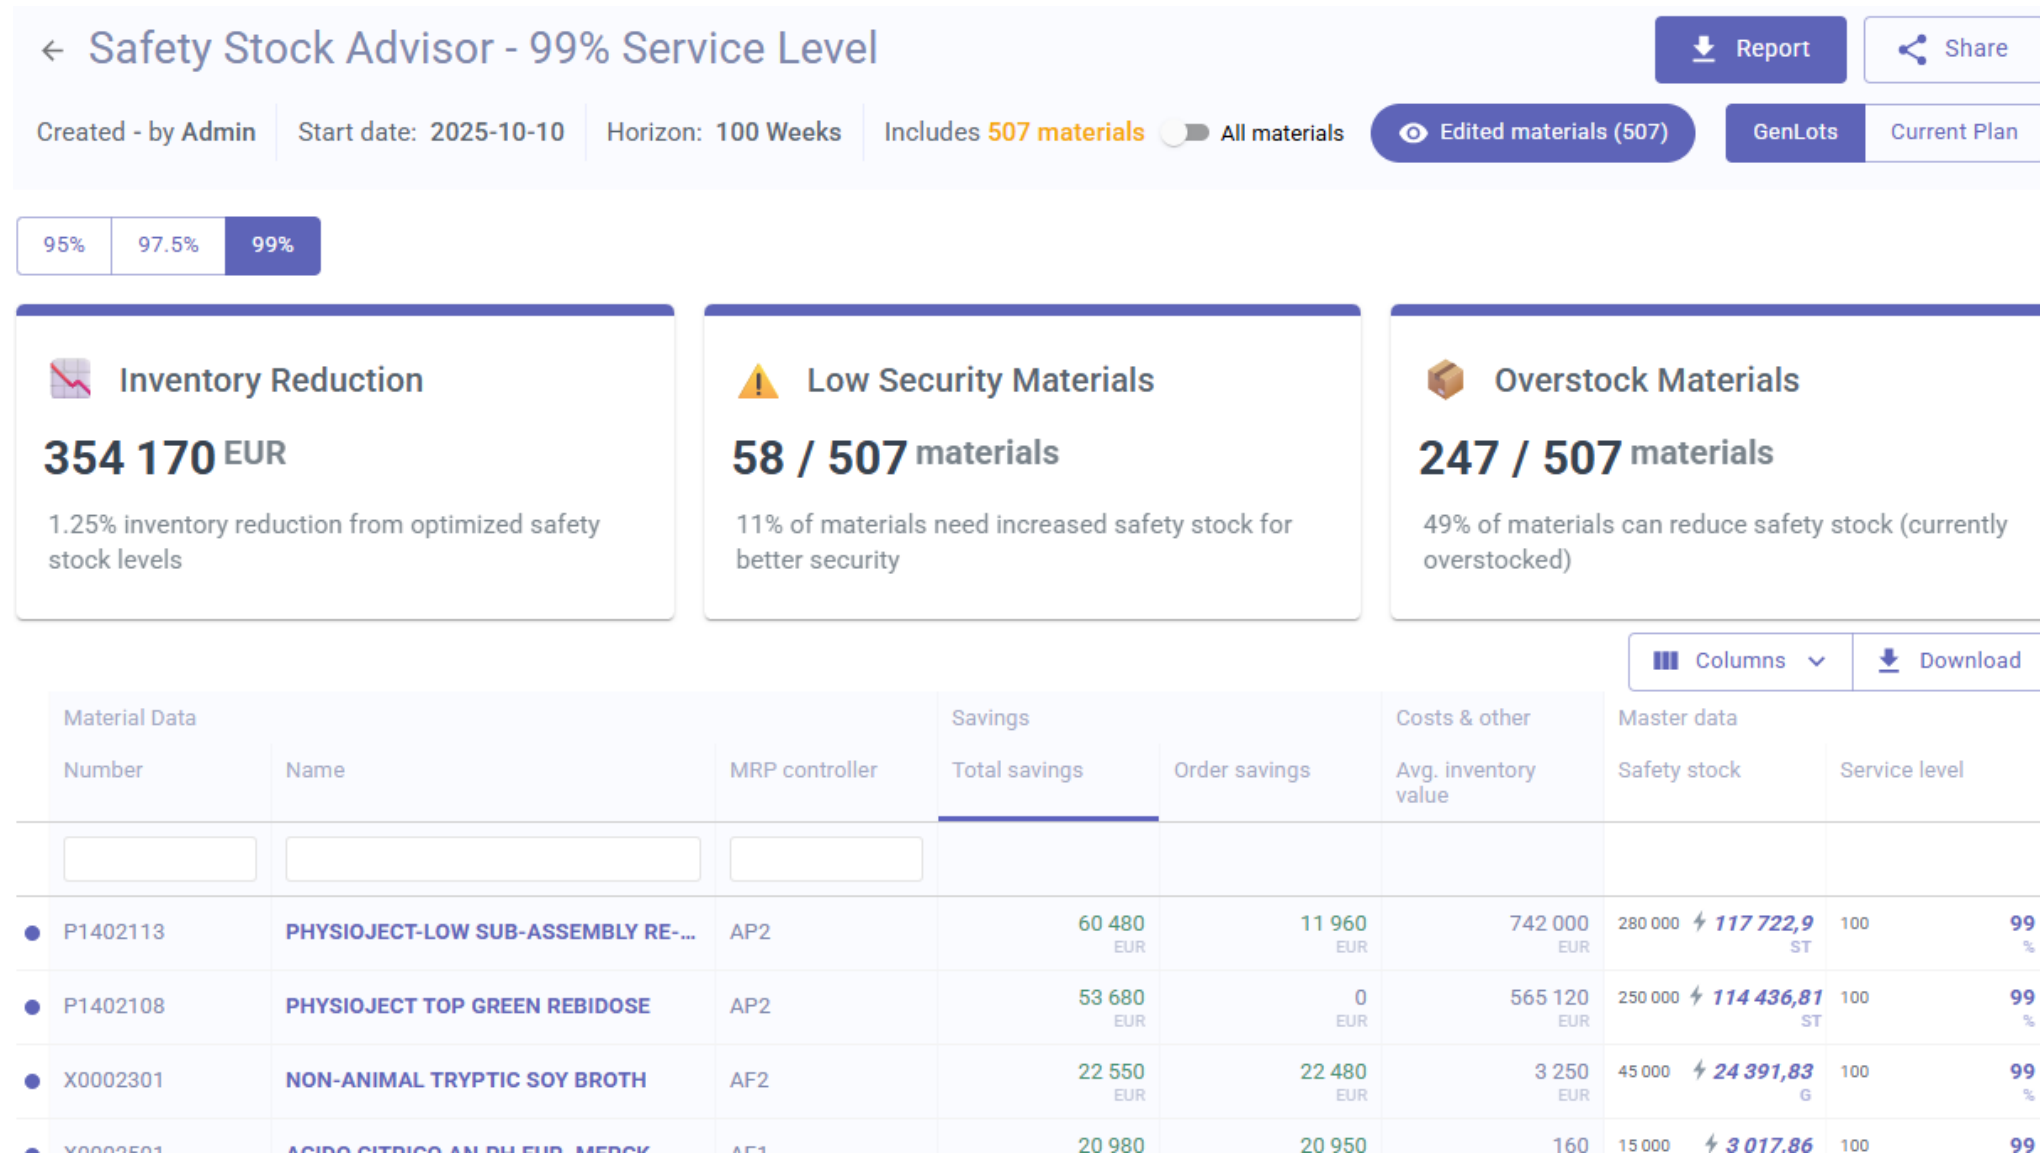 Safety Stock Advisor - 99% Service Level
Report
Share
Created - by Admin
Start date: 2025-10-10
Horizon: 100 Weeks
Includes 507 materials
All materials
Edited materials (507)
GenLots
Current Plan
95%
97.5%
99%
Inventory Reduction
354 170 EUR
1.25% inventory reduction from optimized safety
stock levels
Low Security Materials
58 / 507 materials
11% of materials need increased safety stock for
better security
Overstock Materials
247 / 507 materials
49% of materials can reduce safety stock (currently
overstocked)
Columns
Download
Material Data
Savings
Costs & other
Master data
Number
Name
MRP controller
Total savings
Order savings
Avg. inventory
value
Safety stock
Service level
P1402113 PHYSIOJECT-LOW SUB-ASSEMBLY RE-... AP2 60 480 11 960 742 000 280 000 117 722,9 100 99
EUR EUR EUR ST %
P1402108 PHYSIOJECT TOP GREEN REBIDOSE AP2 53 680 0 565 120 250 000 114 436,81 100 99
EUR EUR EUR ST %
X0002301 NON-ANIMAL TRYPTIC SOY BROTH AF2 22 550 22 480 3 250 45 000 24 391,83 100 99
EUR EUR EUR G %
X0002501 ACIDO CITRICO AN PH EUR. MERCK AF1 20 980 20 950 160 15 000 3 017,86 100 99